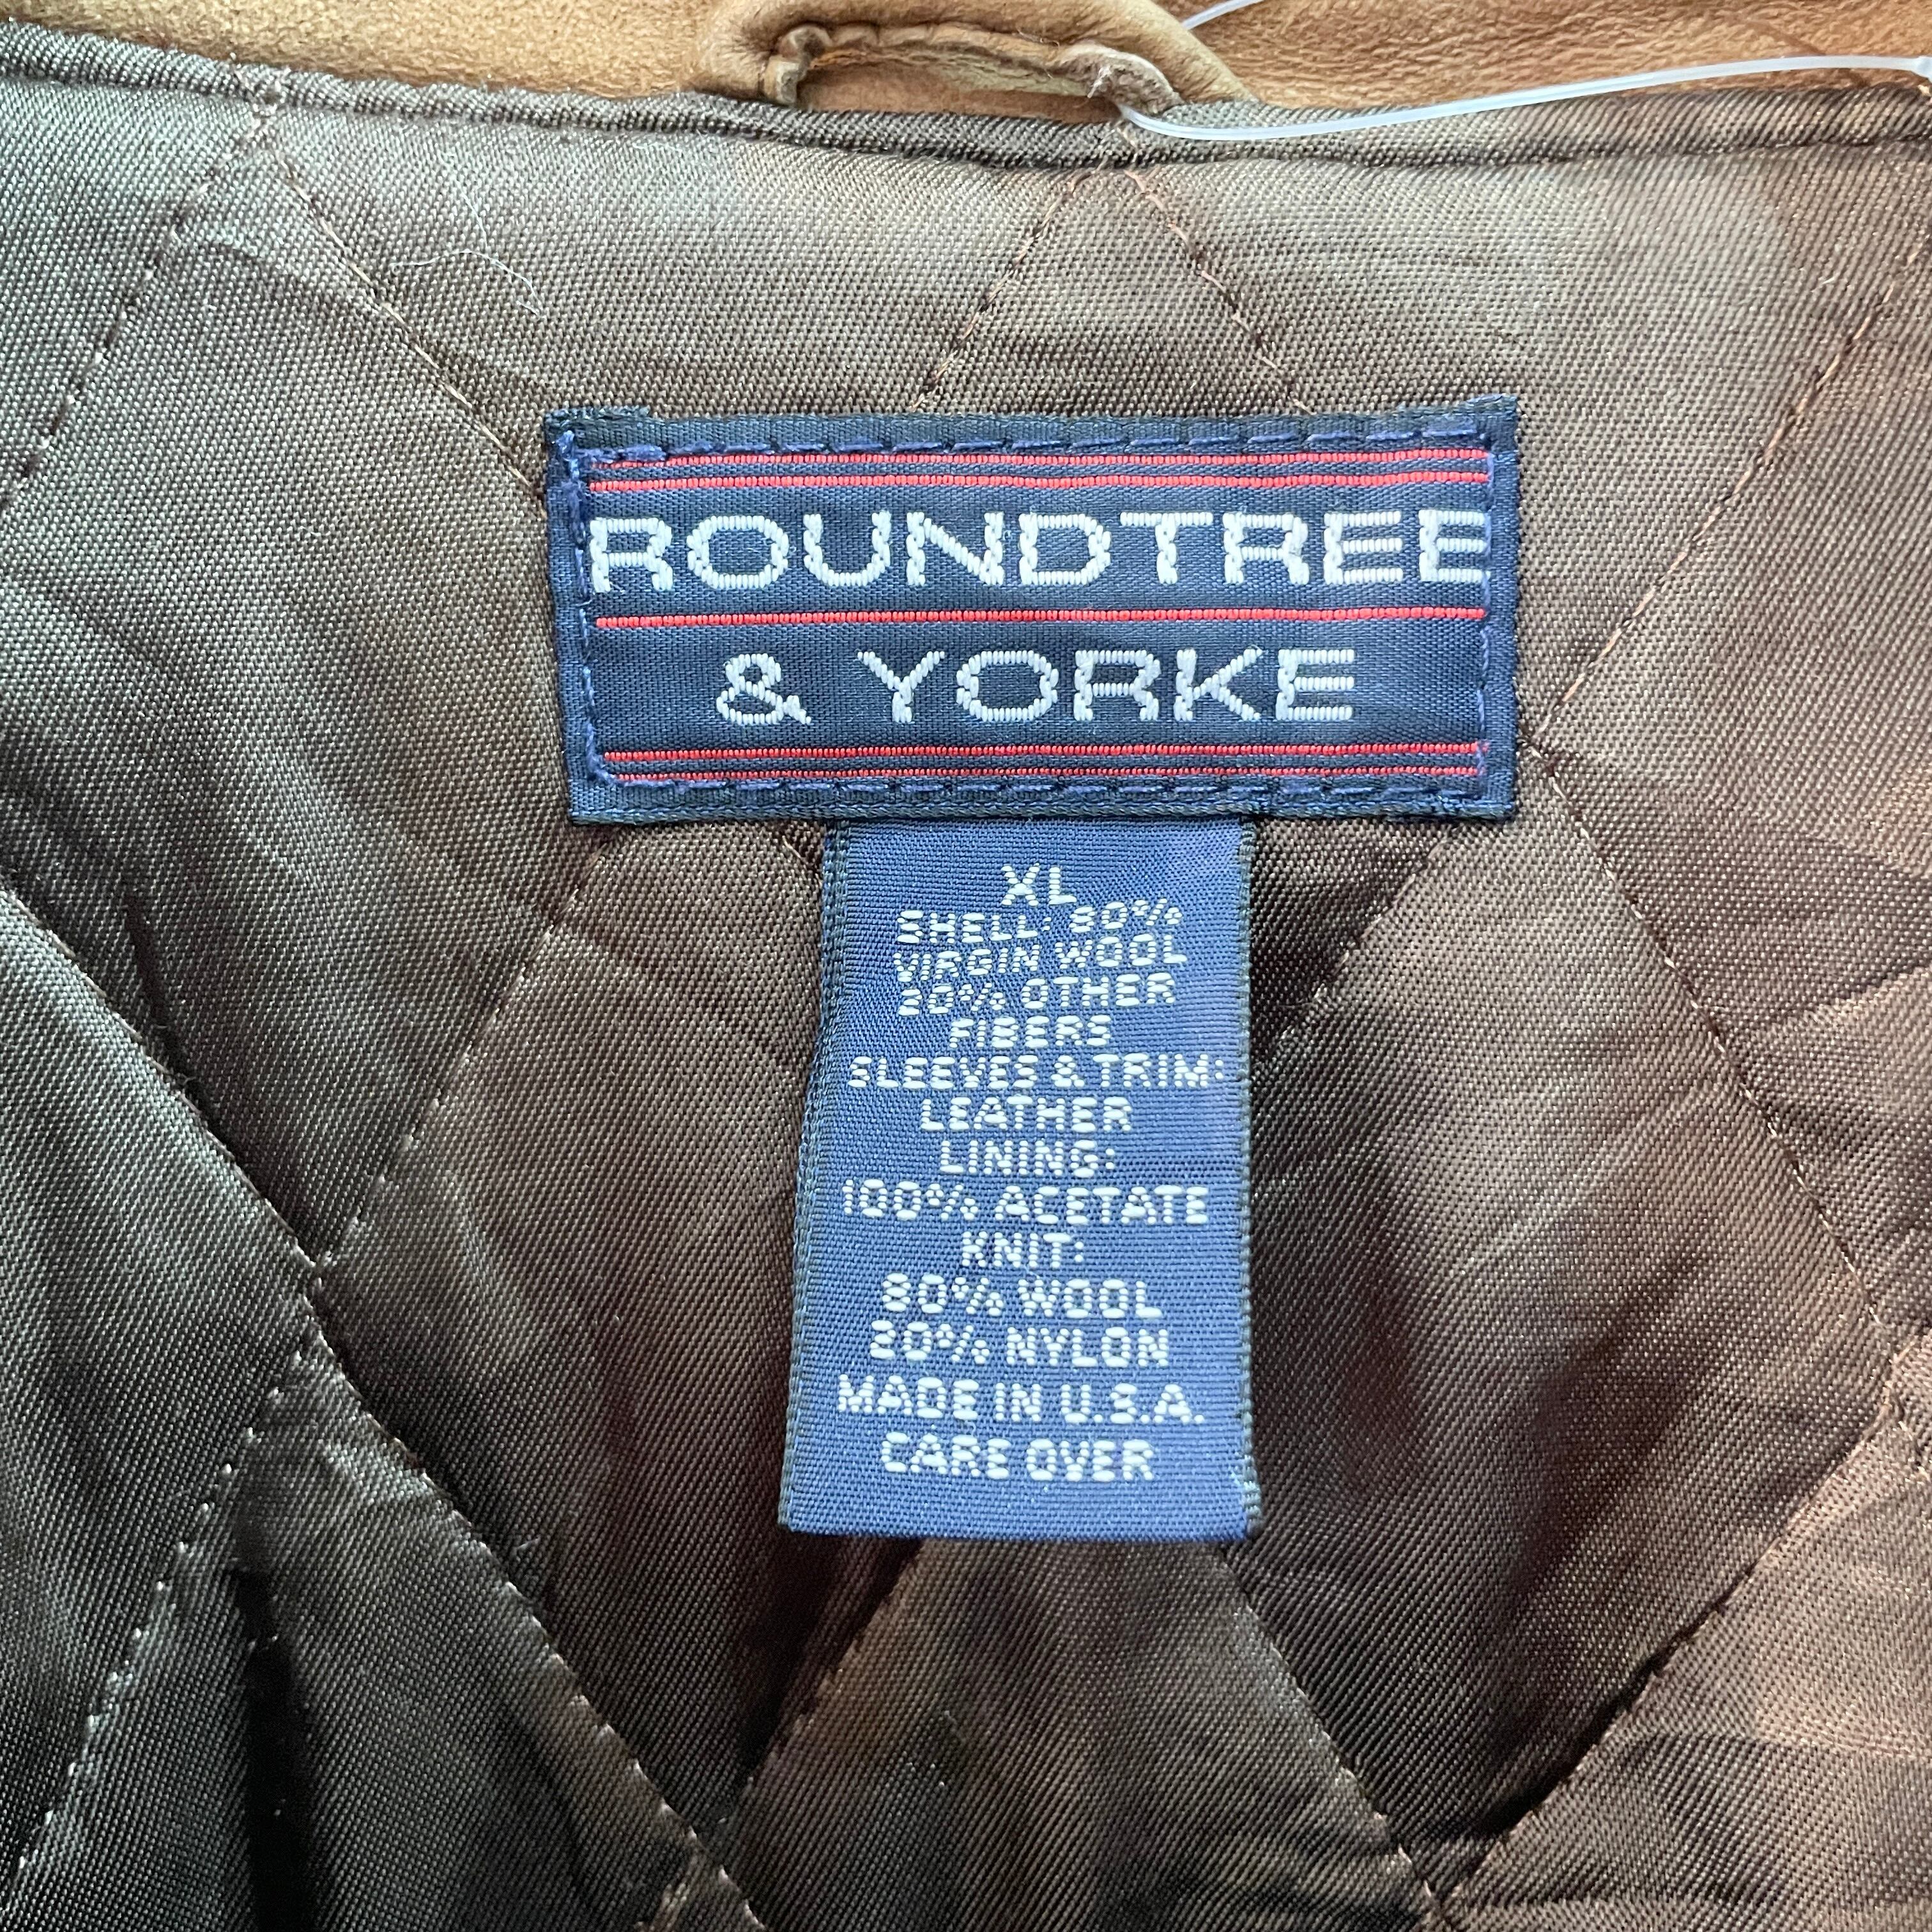 ROUNDTREE
& YORKE
XL
SHELL: 80%
VIRGIN WOOL
20% OTHER
FIBERS
SLEEVES & TRIM:
LEATHER
LINING:
100% ACETATE
KNIT:
80% WOOL
20% NYLON
MADE IN U.S.A.
CARE OVER